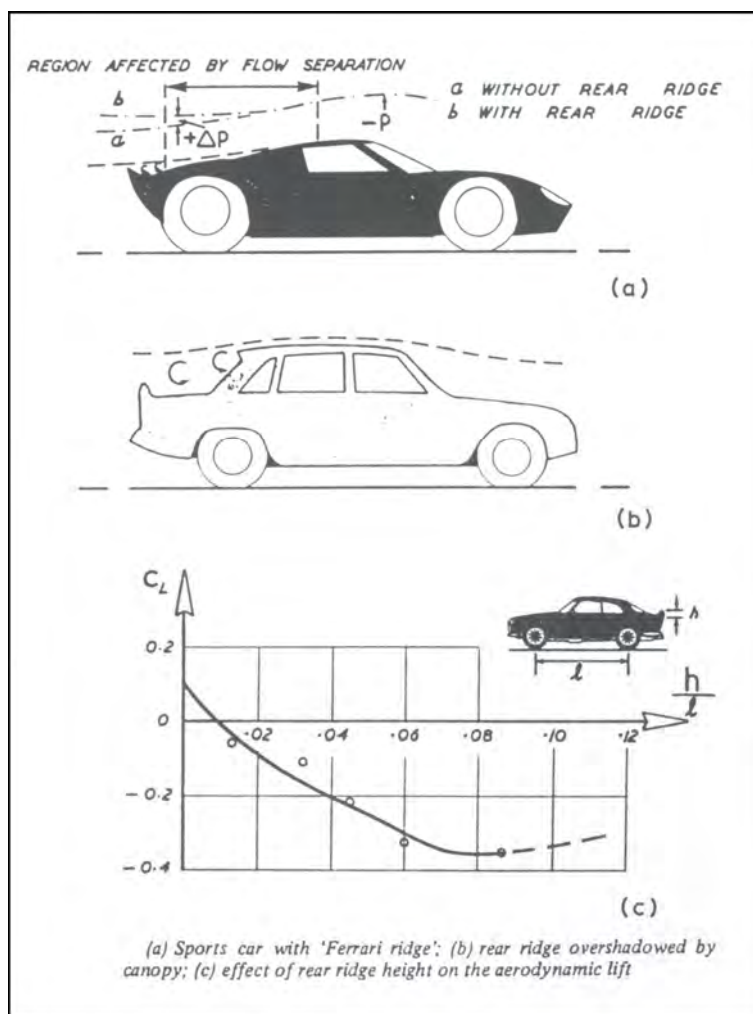 REGION AFFECTED BY FLOW SEPARATION
a WITHOUT REAR RIDGE
b WITH REAR RIDGE
b
a
+Δp
-p
(a)
(b)
C_L
h
l
h/l
0.2
0
.02 .04 .06 .08 .10 .12
-0.2
-0.4
(c)
(a) Sports car with 'Ferrari ridge'; (b) rear ridge overshadowed by
canopy; (c) effect of rear ridge height on the aerodynamic lift